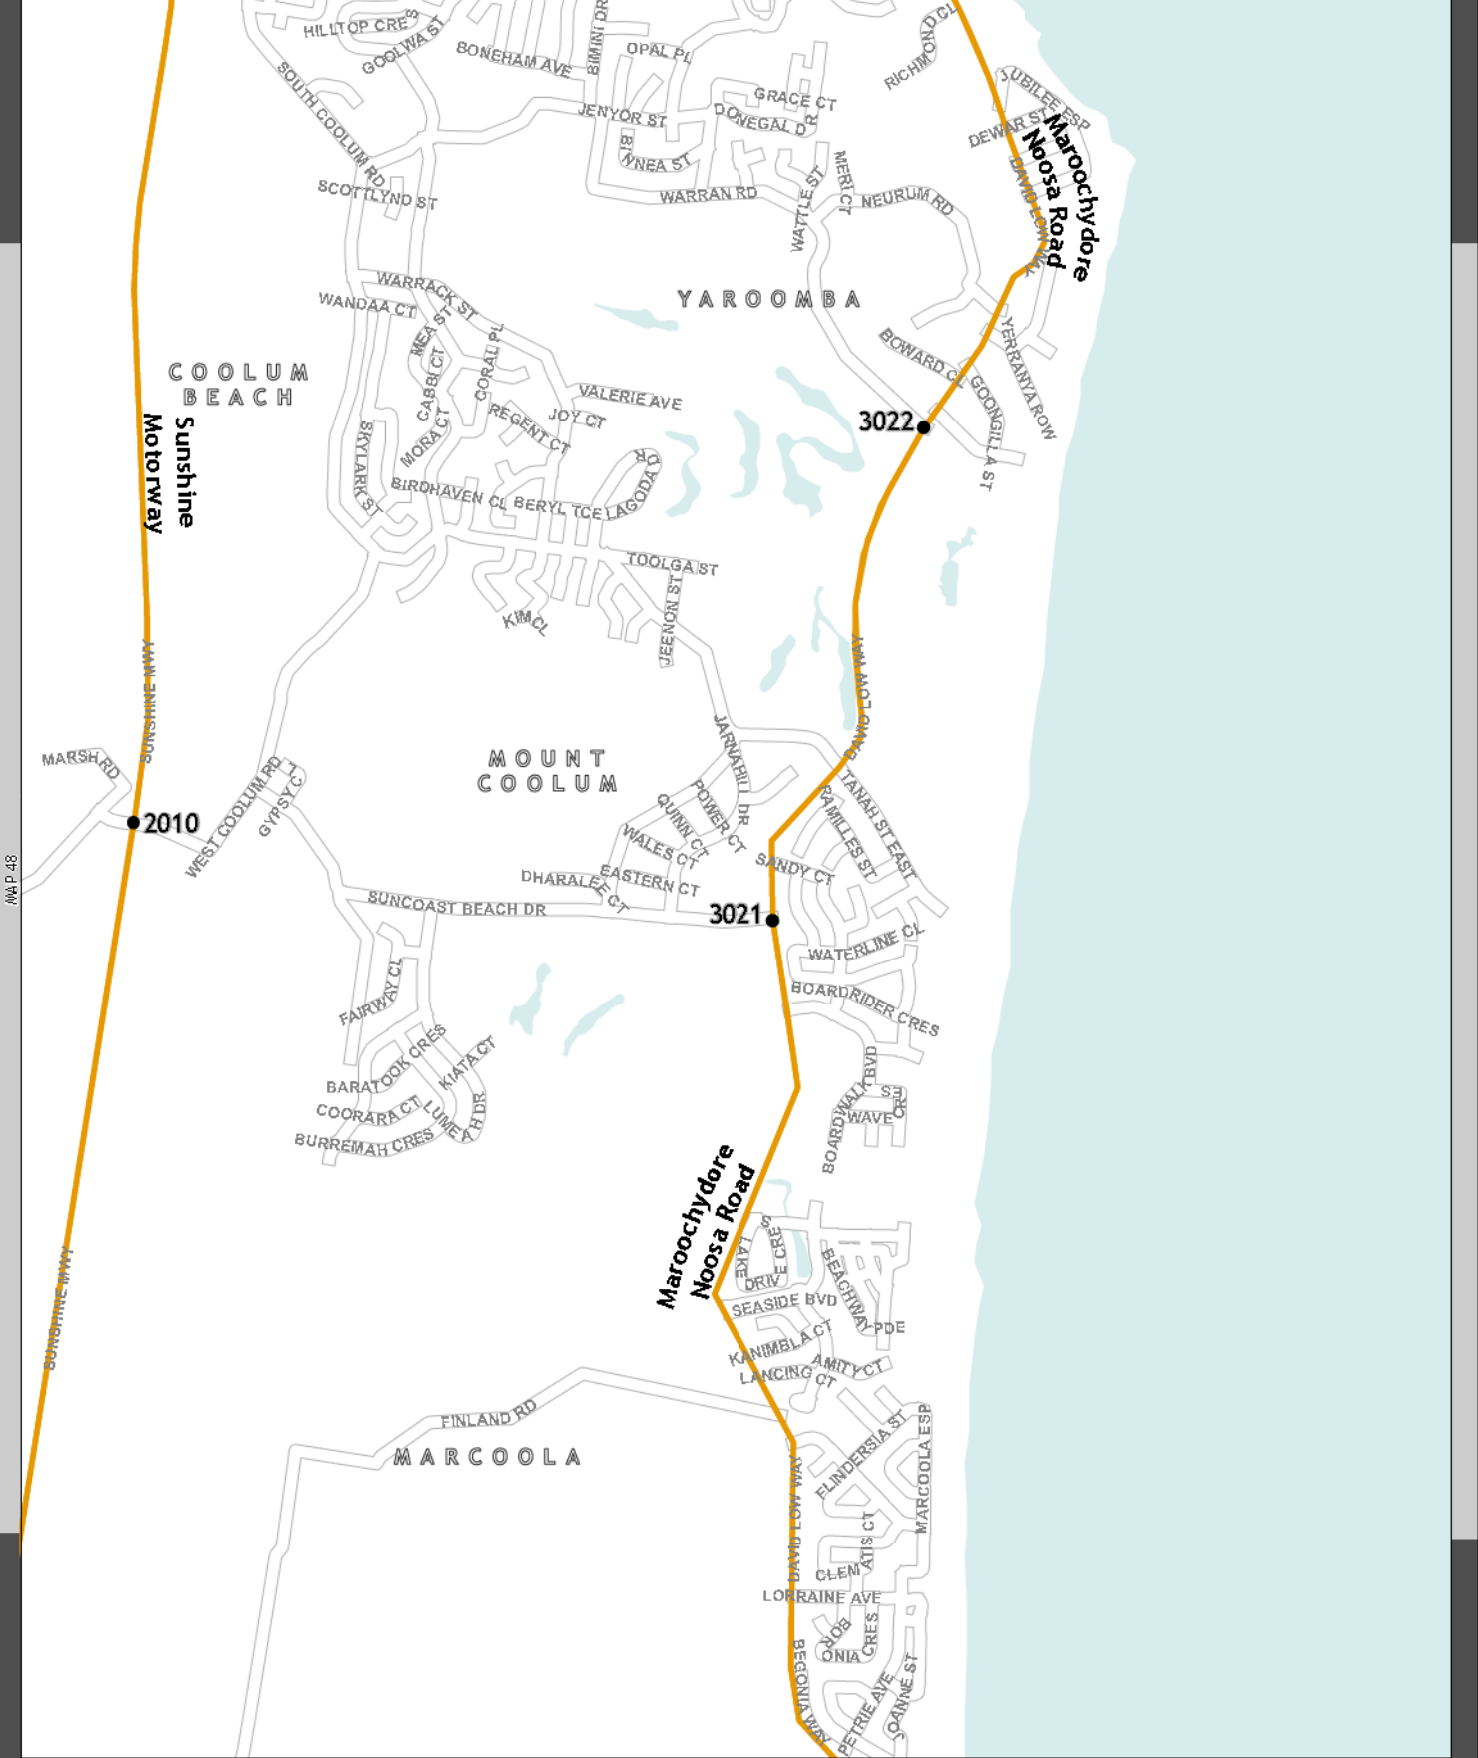 HILLTOP CRES
GOOLWA ST
BONEHAM AVE
BIMINI DR
OPAL PL
RICHMOND CL
SOUTH COOLUM RD
JENYOR ST
GRACE CT
DONEGAL DR
JUBILEE ESP
DEWAR ST
Maroochydore
Noosa Road
DAVID LOW WAY
BINNEA ST
SCOTTLYND ST
WARRAN RD
WATTLE ST
MERI CT
NEURUM RD
WARRACK ST
WANDAA CT
YAROOMBA
MEA ST
CABBI CT
CORAL PL
BOWARD CL
YERRANYA ROW
GOONGILLA ST
COOLUM
BEACH
Sunshine
Motorway
VALERIE AVE
JOY CT
REGENT CT
MORA CT
SKYLARK ST
3022
BIRDHAVEN CL
BERYL TCE
LAGODA DR
TOOLGA ST
JEENON ST
KIM CL
SUNSHINE MWY
DAVID LOW WAY
MARSH RD
WEST COOLUM RD
GYPSY CL
MOUNT
COOLUM
JARNAHILL DR
POWER CT
QUINN CT
WALES CT
TANAH ST EAST
RAMILLES ST
SANDY CT
2010
MAP 48
DHARALEE CT
EASTERN CT
SUNCOAST BEACH DR
3021
WATERLINE CL
BOARDRIDER CRES
FAIRWAY CL
BARATOOK CRES
KIATA CT
COORARA CT
LUMEAH DR
BURREMAH CRES
BOARDWALK BVD
WAVE CRES
Maroochydore
Noosa Road
LAKE
DRIVE CRES
SEASIDE BVD
BEACHWAY PDE
SUNSHINE MWY
KANIMBLA CT
LANCING CT
AMITY CT
FINLAND RD
MARCOOLA
FLINDERSIA ST
MARCOOLA ESP
DAVID LOW WAY
CLEMATIS CT
LORRAINE AVE
BORONIA CRES
BEGONIA WAY
PETRIE AVE
JOANNE ST